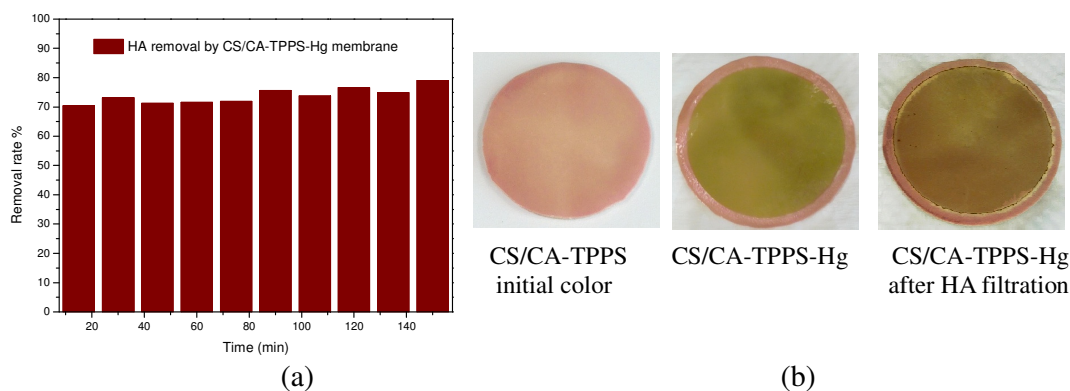 100
90
80
70
60
50
40
30
20
10
0
Removal rate %
HA removal by CS/CA-TPPS-Hg membrane
20 40 60 80 100 120 140
Time (min)
(a)
CS/CA-TPPS
initial color
CS/CA-TPPS-Hg
CS/CA-TPPS-Hg
after HA filtration
(b)